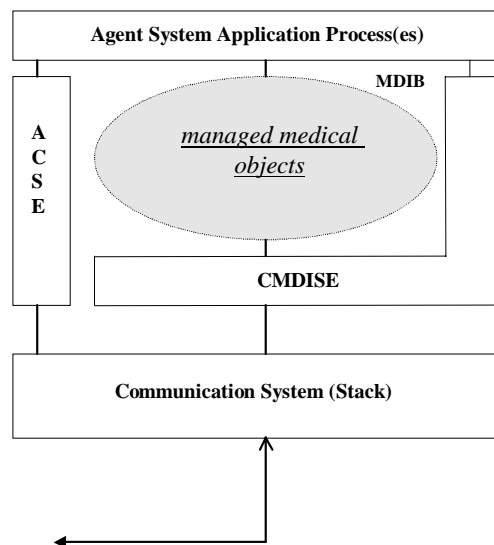 Agent System Application Process(es)
MDIB
A
C
S
E
managed medical
objects
CMDISE
Communication System (Stack)